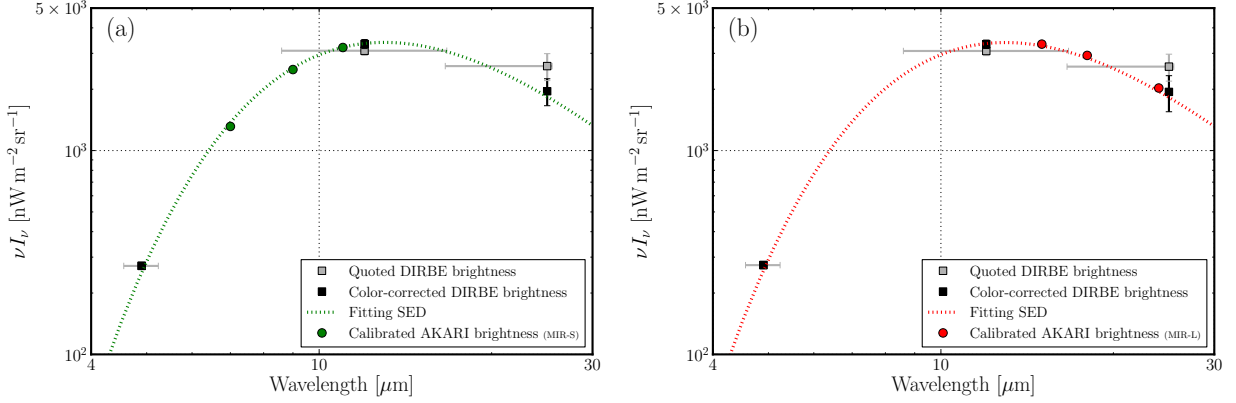 (a)
5 × 10³
10³
10²
νI_ν [nW m⁻² sr⁻¹]
Quoted DIRBE brightness
Color-corrected DIRBE brightness
Fitting SED
Calibrated AKARI brightness (MIR-S)
4
10
30
Wavelength [μm]
(b)
5 × 10³
10³
10²
νI_ν [nW m⁻² sr⁻¹]
Quoted DIRBE brightness
Color-corrected DIRBE brightness
Fitting SED
Calibrated AKARI brightness (MIR-L)
4
10
30
Wavelength [μm]